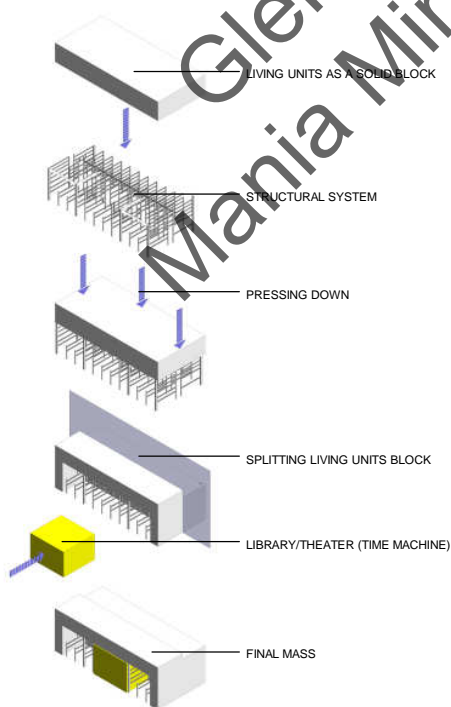 LIVING UNITS AS A SOLID BLOCK
STRUCTURAL SYSTEM
PRESSING DOWN
SPLITTING LIVING UNITS BLOCK
LIBRARY/THEATER (TIME MACHINE)
FINAL MASS
Mania